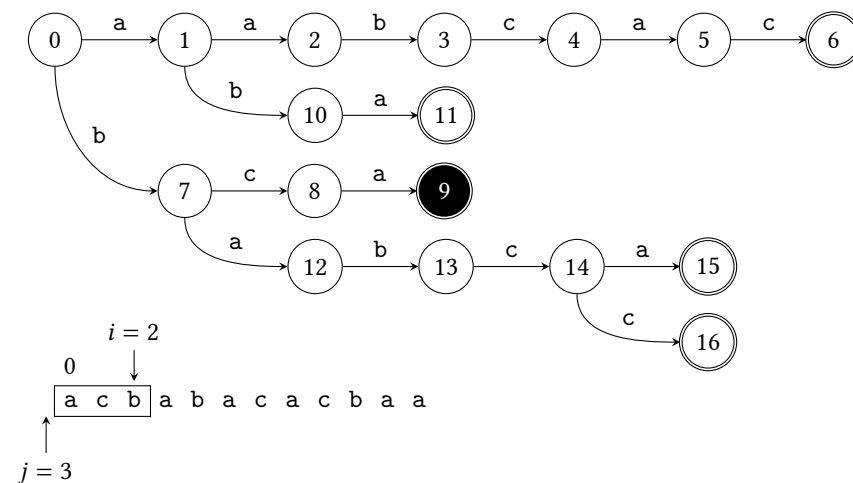 a a b c a c
0 1 2 3 4 5 6
b a
10 11
b
c a
7 8 9
a b c a
12 13 14 15
c
16
i = 2
0
a c b a b a c a c b a a
j = 3